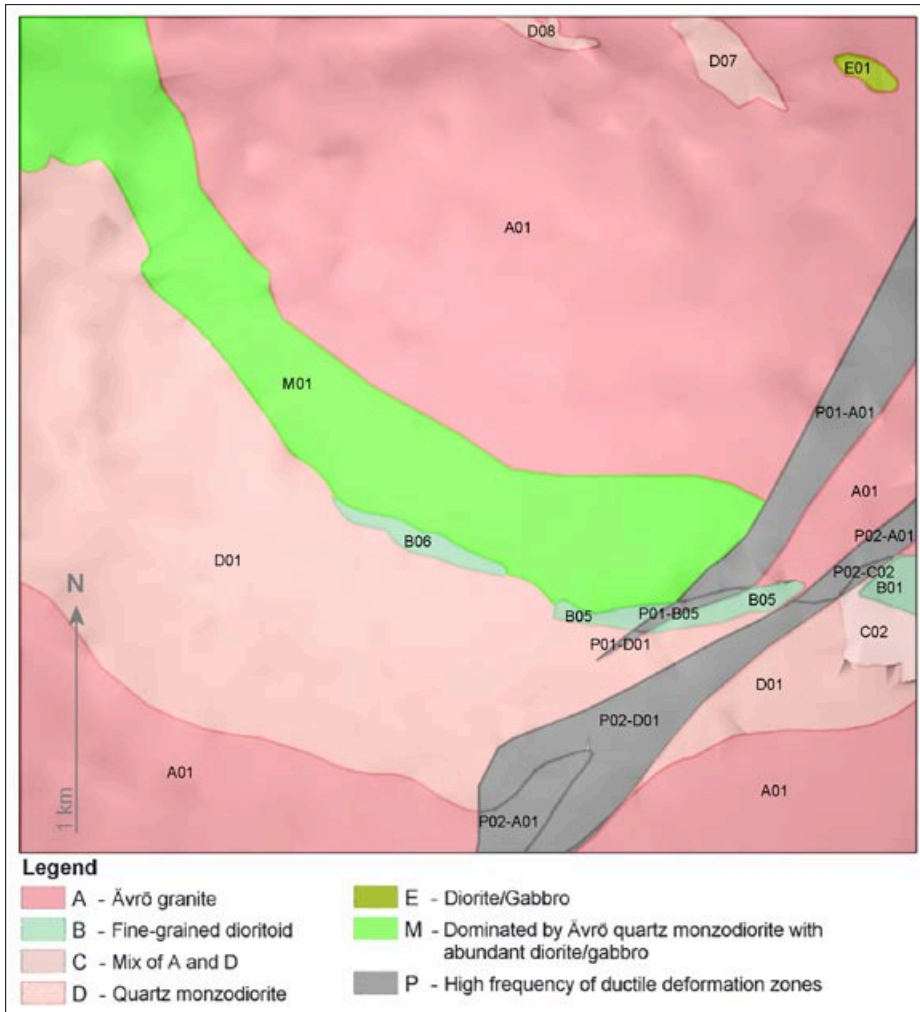 D08
D07
E01
A01
M01
P01-A01
A01
P02-A01
B06
D01
P02-C02
B01
N
B05
P01-B05
B05
C02
P01-D01
D01
P02-D01
A01
A01
P02-A01
1 km
Legend
A - Ävrö granite
B - Fine-grained dioritoid
C - Mix of A and D
D - Quartz monzodiorite
E - Diorite/Gabbro
M - Dominated by Ävrö quartz monzodiorite with
abundant diorite/gabbro
P - High frequency of ductile deformation zones